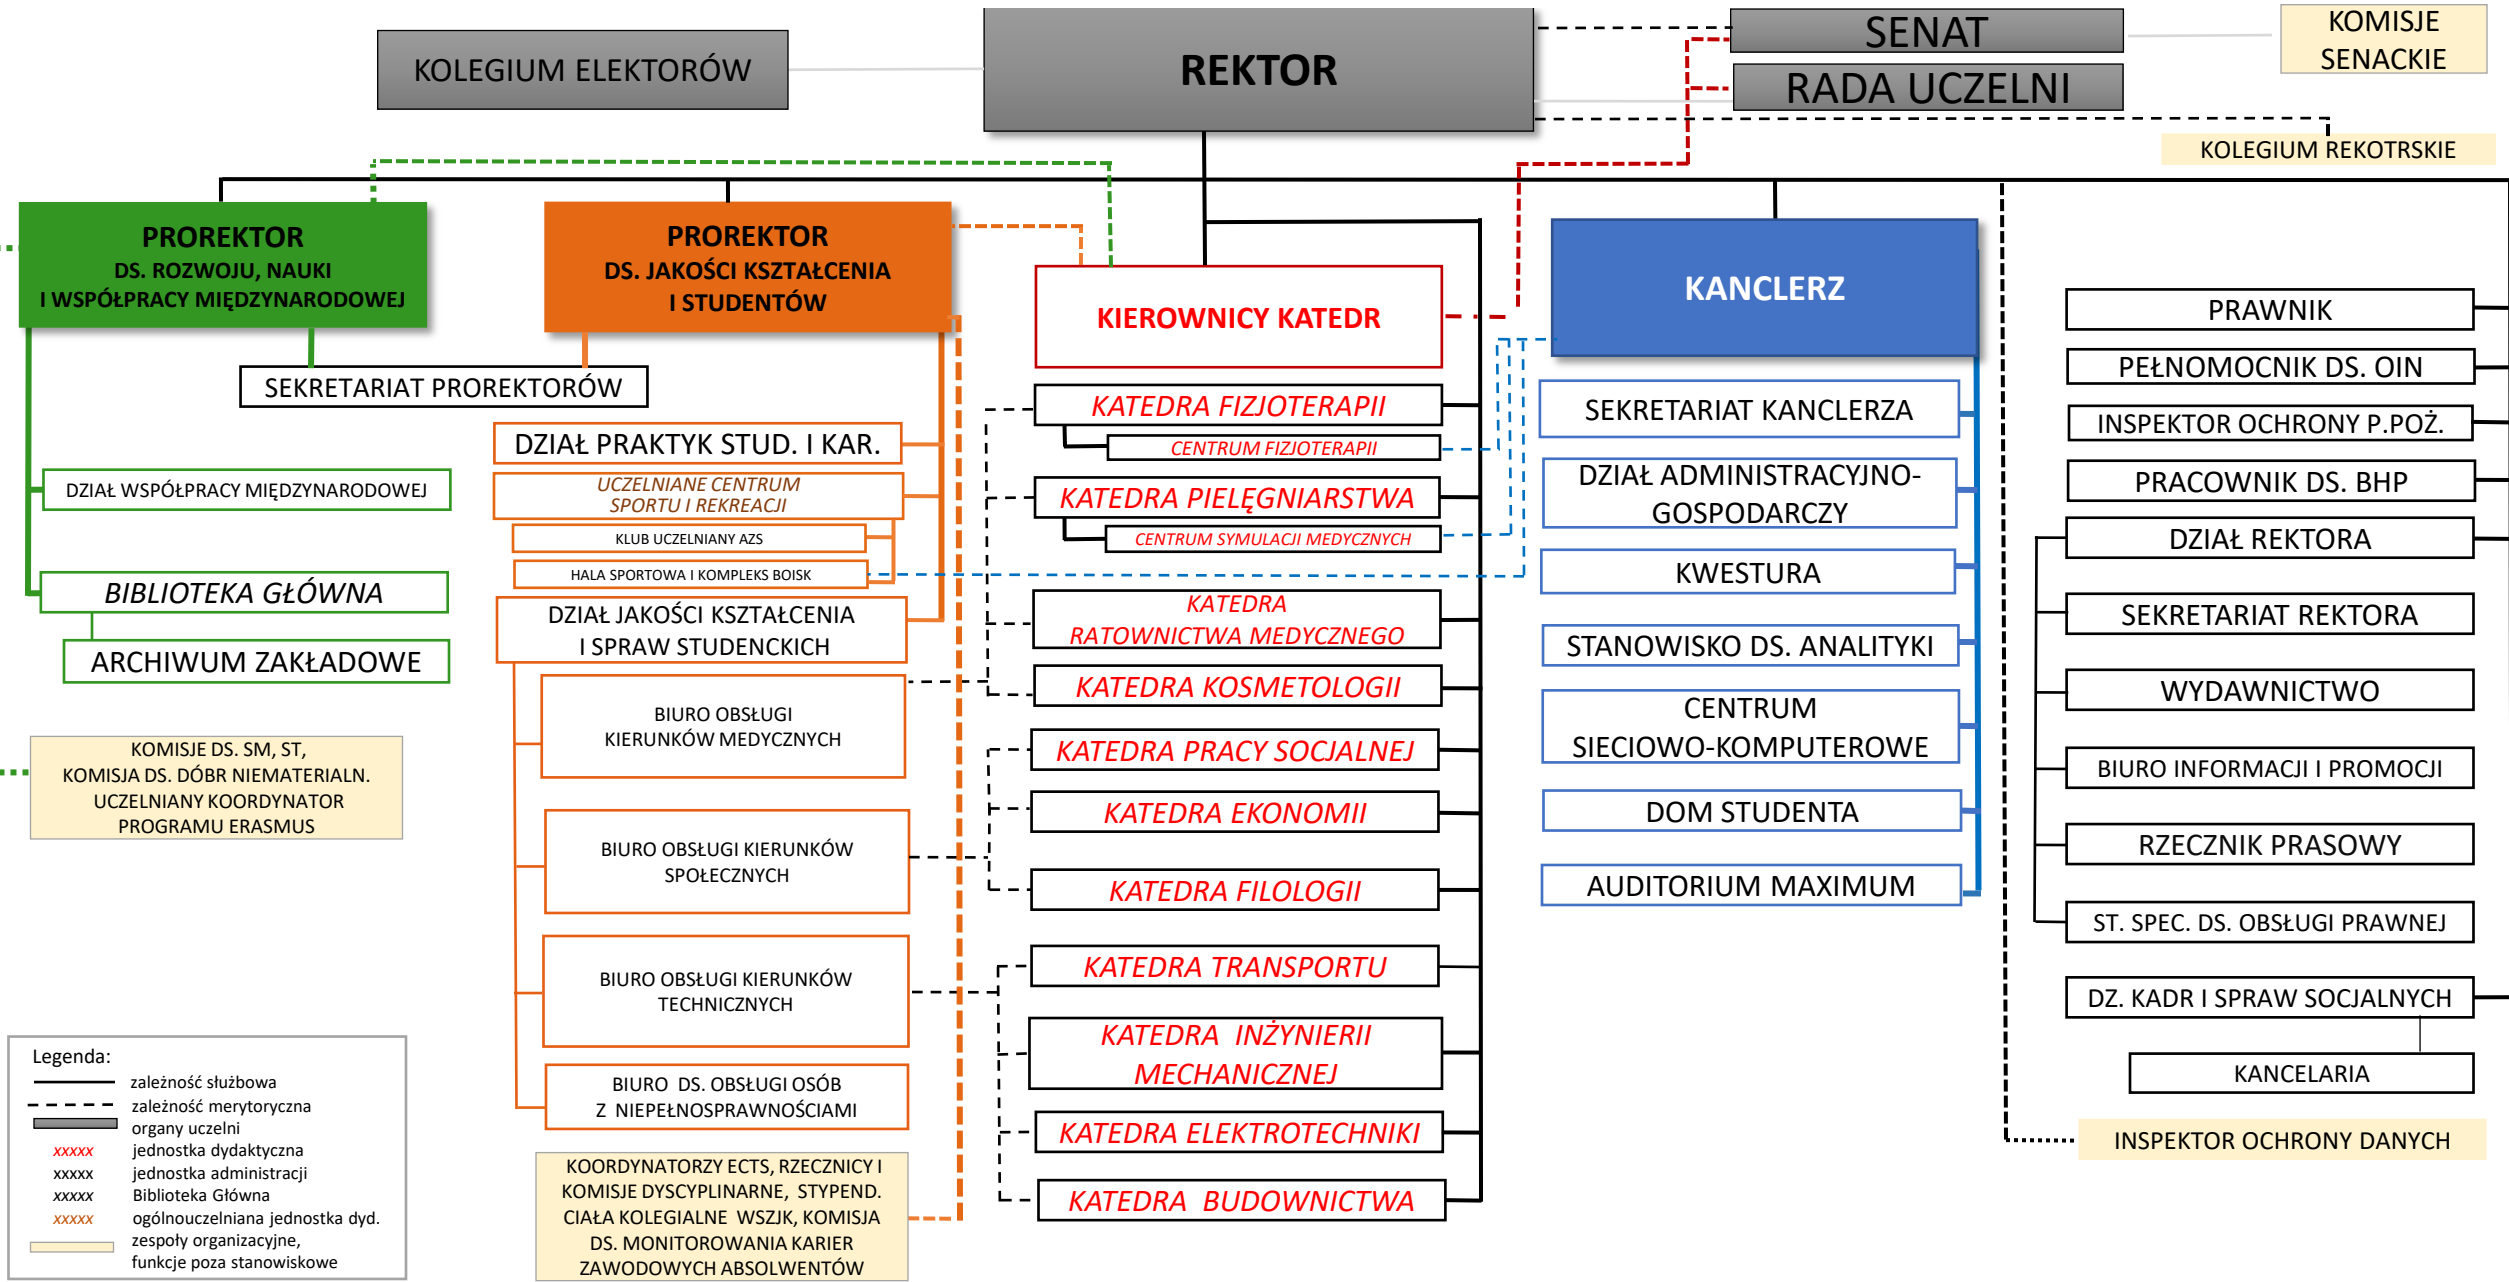 KOLEGIUM ELEKTORÓW
REKTOR
SENAT
RADA UCZELNI
KOMISJE
SENACKIE
KOLEGIUM REKOTRSKIE
PROREKTOR
DS. ROZWOJU, NAUKI
I WSPÓŁPRACY MIĘDZYNARODOWEJ
PROREKTOR
DS. JAKOŚCI KSZTAŁCENIA
I STUDENTÓW
SEKRETARIAT PROREKTORÓW
DZIAŁ WSPÓŁPRACY MIĘDZYNARODOWEJ
BIBLIOTEKA GŁÓWNA
ARCHIWUM ZAKŁADOWE
KOMISJE DS. SM, ST,
KOMISJA DS. DÓBR NIEMATERIALN.
UCZELNIANY KOORDYNATOR
PROGRAMU ERASMUS
DZIAŁ PRAKTYK STUD. I KAR.
UCZELNIANE CENTRUM
SPORTU I REKREACJI
KLUB UCZELNIANY AZS
HALA SPORTOWA I KOMPLEKS BOISK
DZIAŁ JAKOŚCI KSZTAŁCENIA
I SPRAW STUDENCKICH
BIURO OBSŁUGI
KIERUNKÓW MEDYCZNYCH
BIURO OBSŁUGI KIERUNKÓW
SPOŁECZNYCH
BIURO OBSŁUGI KIERUNKÓW
TECHNICZNYCH
BIURO DS. OBSŁUGI OSÓB
Z NIEPEŁNOSPRAWNOŚCIAMI
KOORDYNATORZY ECTS, RZECZNICY I
KOMISJE DYSCYPLINARNE, STYPEND.
CIAŁA KOLEGIALNE WSZJK, KOMISJA
DS. MONITOROWANIA KARIER
ZAWODOWYCH ABSOLWENTÓW
KIEROWNICY KATEDR
KATEDRA FIZJOTERAPII
CENTRUM FIZJOTERAPII
KATEDRA PIELĘGNIARSTWA
CENTRUM SYMULACJI MEDYCZNYCH
KATEDRA
RATOWNICTWA MEDYCZNEGO
KATEDRA KOSMETOLOGII
KATEDRA PRACY SOCJALNEJ
KATEDRA EKONOMII
KATEDRA FILOLOGII
KATEDRA TRANSPORTU
KATEDRA INŻYNIERII
MECHANICZNEJ
KATEDRA ELEKTROTECHNIKI
KATEDRA BUDOWNICTWA
KANCLERZ
SEKRETARIAT KANCLERZA
DZIAŁ ADMINISTRACYJNO-
GOSPODARCZY
KWESTURA
STANOWISKO DS. ANALITYKI
CENTRUM
SIECIOWO-KOMPUTEROWE
DOM STUDENTA
AUDITORIUM MAXIMUM
PRAWNIK
PEŁNOMOCNIK DS. OIN
INSPEKTOR OCHRONY P.POŻ.
PRACOWNIK DS. BHP
DZIAŁ REKTORA
SEKRETARIAT REKTORA
WYDAWNICTWO
BIURO INFORMACJI I PROMOCJI
RZECZNIK PRASOWY
ST. SPEC. DS. OBSŁUGI PRAWNEJ
DZ. KADR I SPRAW SOCJALNYCH
KANCELARIA
INSPEKTOR OCHRONY DANYCH
Legenda:
zależność służbowa
zależność merytoryczna
organy uczelni
xxxxx jednostka dydaktyczna
xxxxx jednostka administracji
xxxxx Biblioteka Główna
xxxxx ogólnouczelniana jednostka dyd.
zespoły organizacyjne,
funkcje poza stanowiskowe